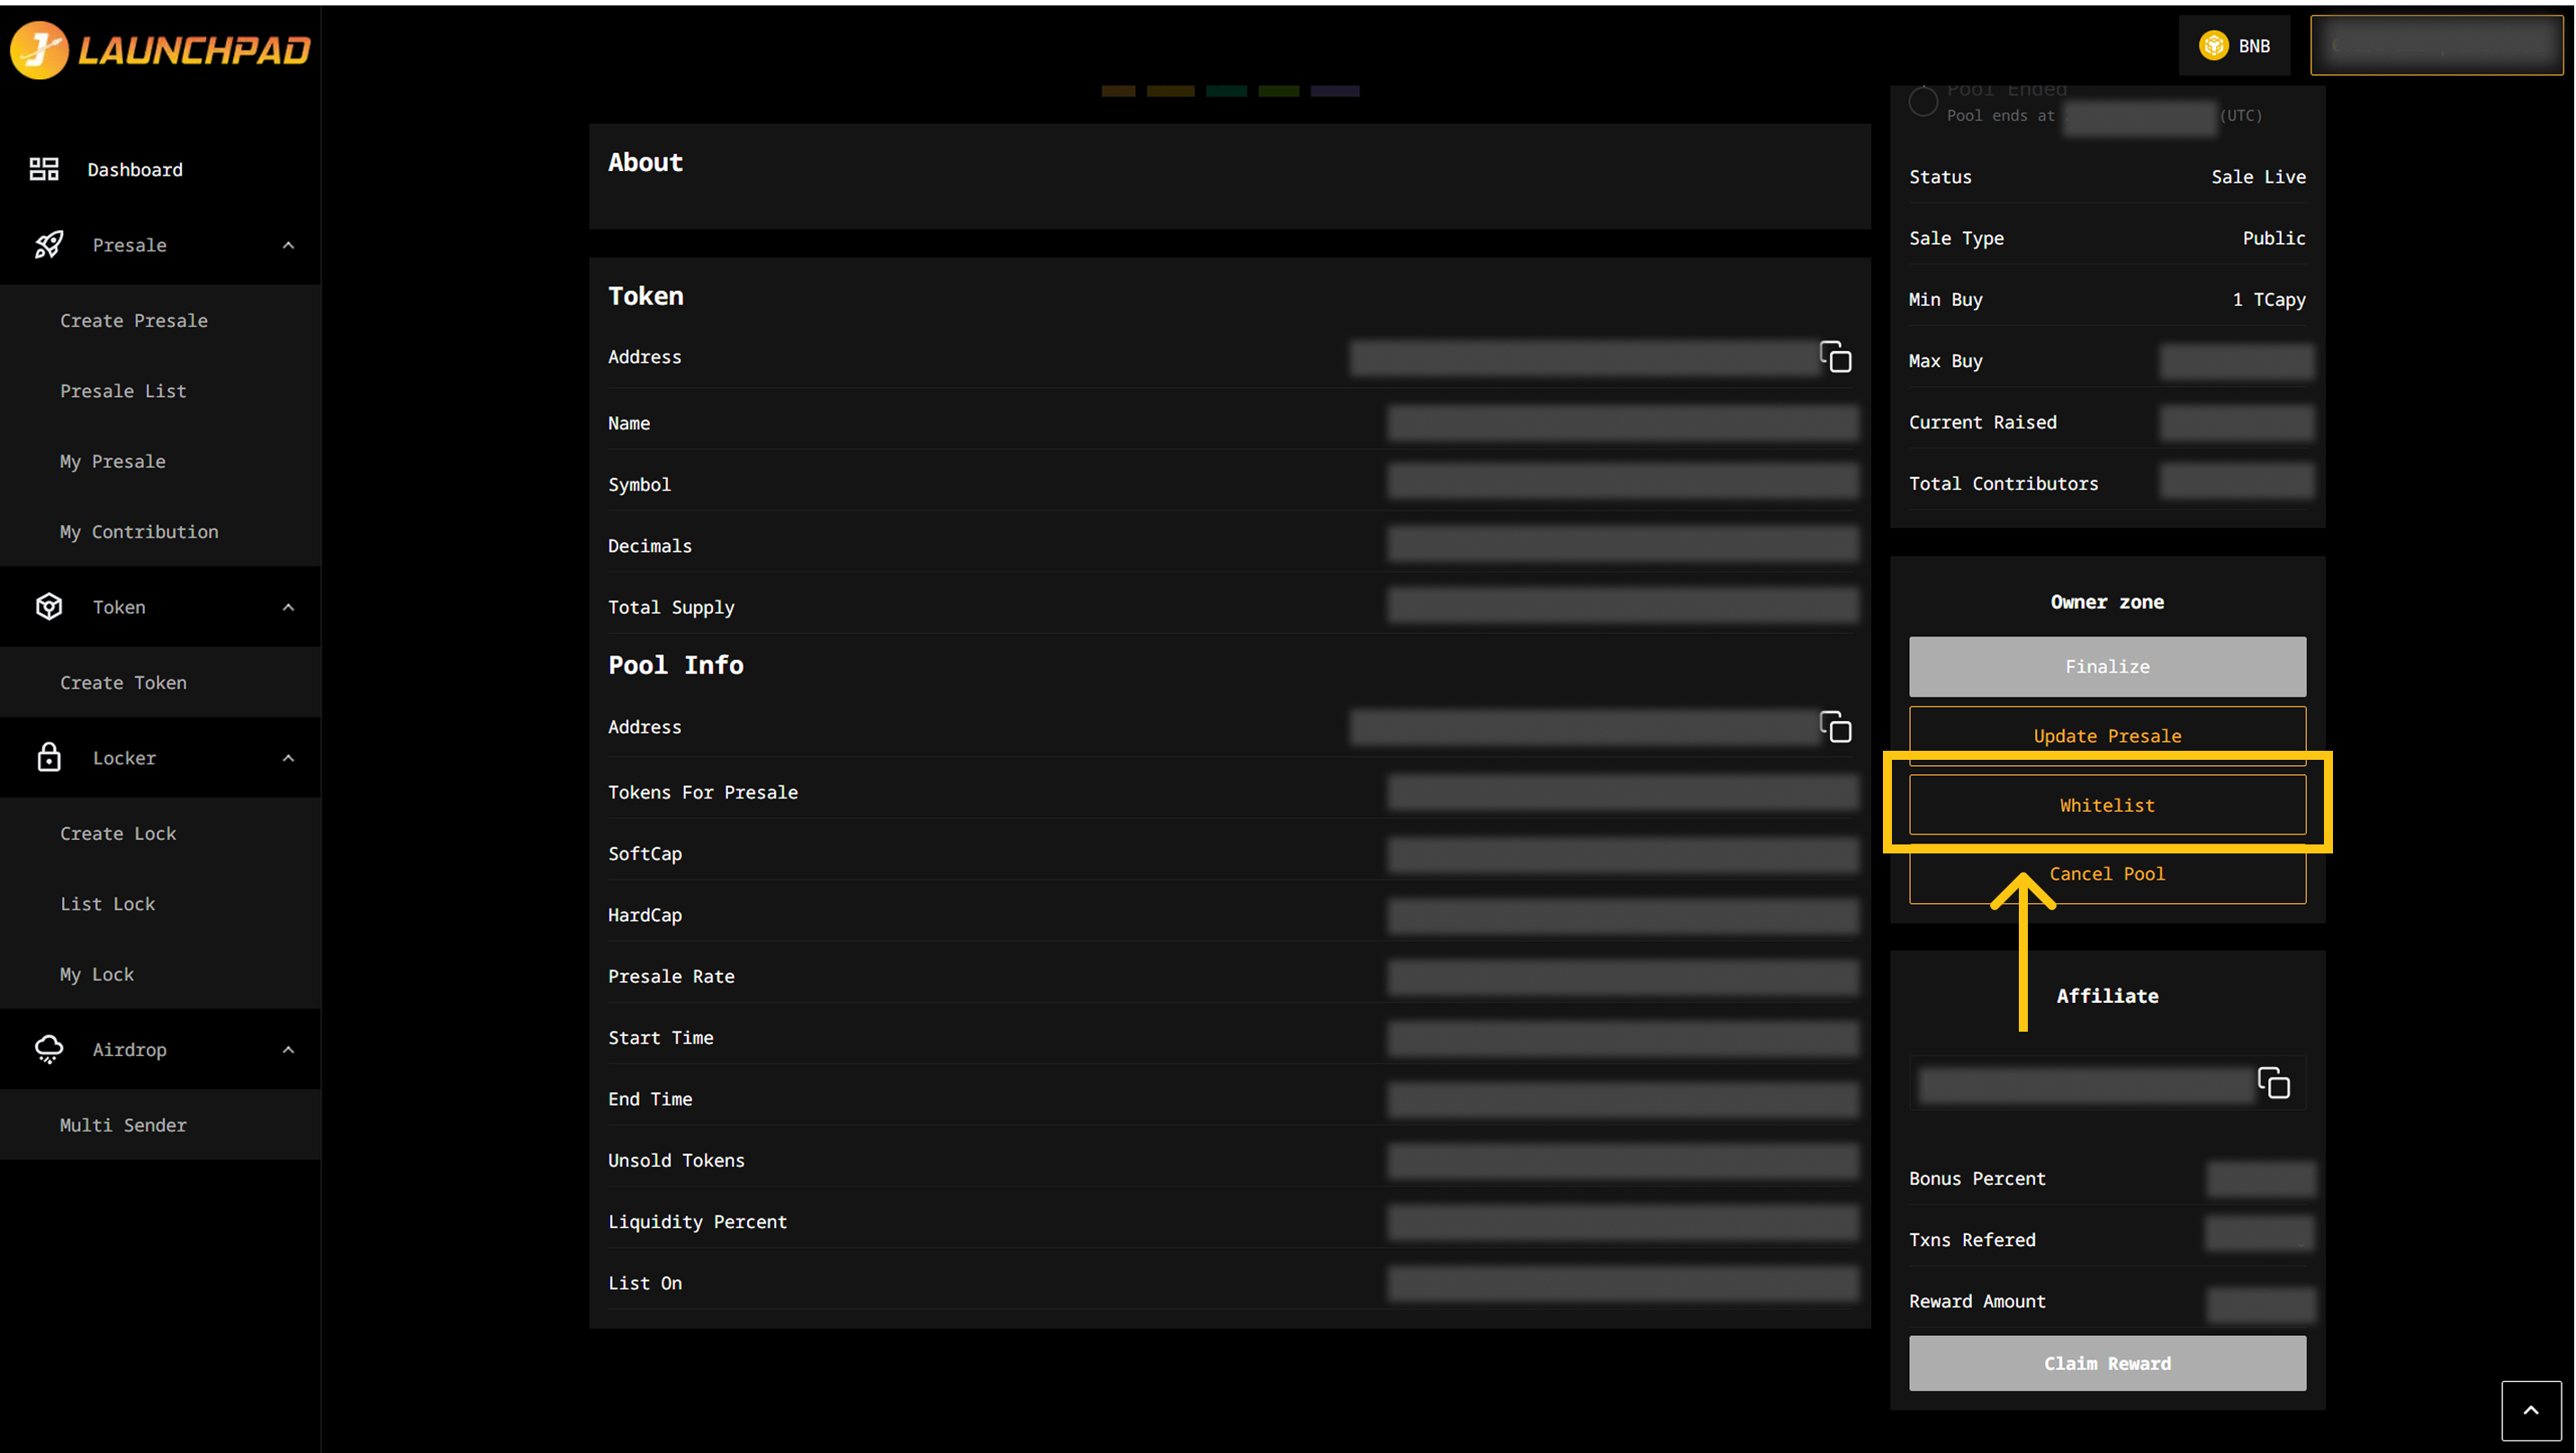 LAUNCHPAD
BNB
Dashboard
Presale
Create Presale
Presale List
My Presale
My Contribution
Token
Create Token
Locker
Create Lock
List Lock
My Lock
Airdrop
Multi Sender
About
Token
Address
Name
Symbol
Decimals
Total Supply
Pool Info
Address
Tokens For Presale
SoftCap
HardCap
Presale Rate
Start Time
End Time
Unsold Tokens
Liquidity Percent
List On
Pool Ended
Pool ends at (UTC)
Status Sale Live
Sale Type Public
Min Buy 1 TCapy
Max Buy
Current Raised
Total Contributors
Owner zone
Finalize
Update Presale
Whitelist
Cancel Pool
Affiliate
Bonus Percent
Txns Refered
Reward Amount
Claim Reward